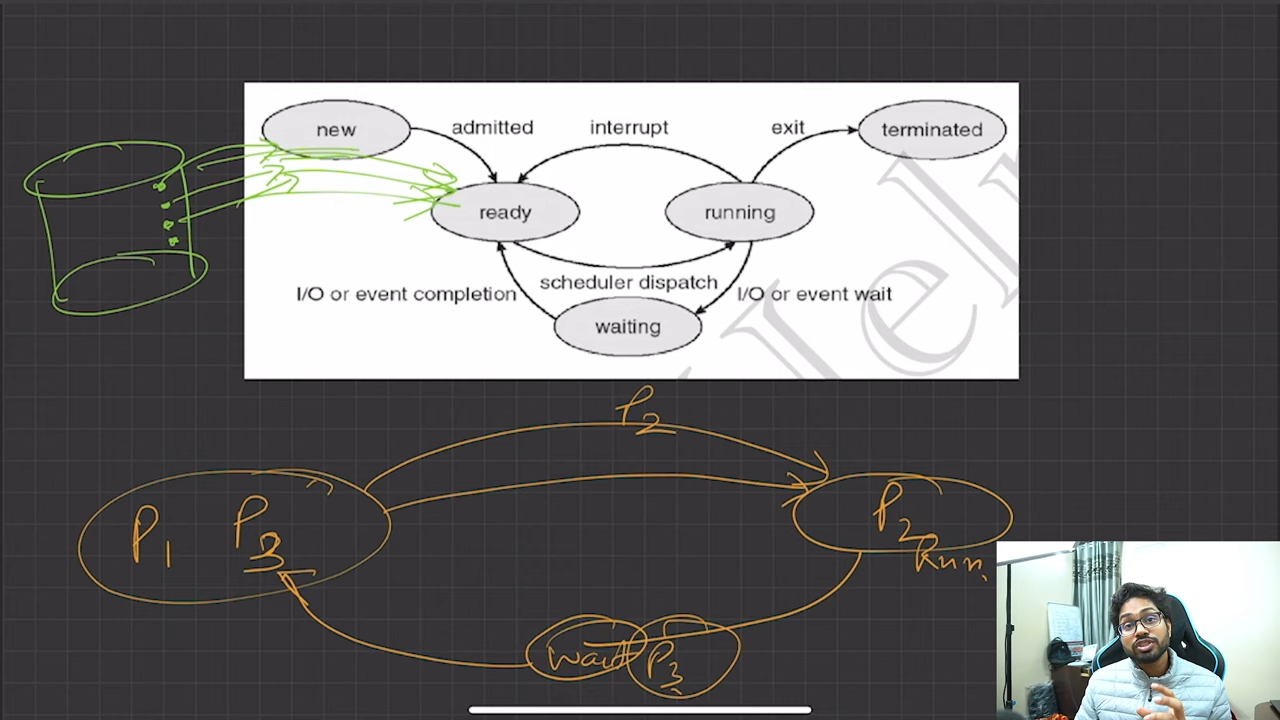 new
admitted
interrupt
exit
terminated
ready
running
scheduler dispatch
I/O or event completion
I/O or event wait
waiting
P2
P1 P3
P2
Run.
wait P3